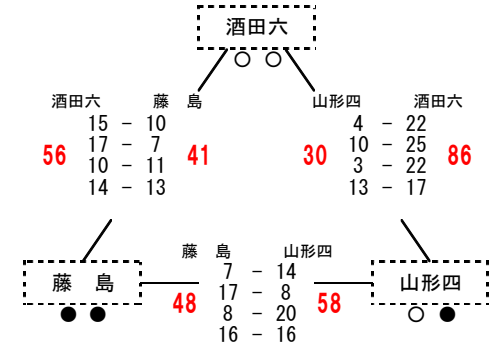 酒田六
○ ○
酒田六 藤 島
15 - 10
17 - 7
10 - 11
14 - 13
56 41
山形四 酒田六
4 - 22
10 - 25
3 - 22
13 - 17
30 86
藤 島 山形四
7 - 14
17 - 8
8 - 20
16 - 16
48 58
藤 島
● ●
山形四
○ ●